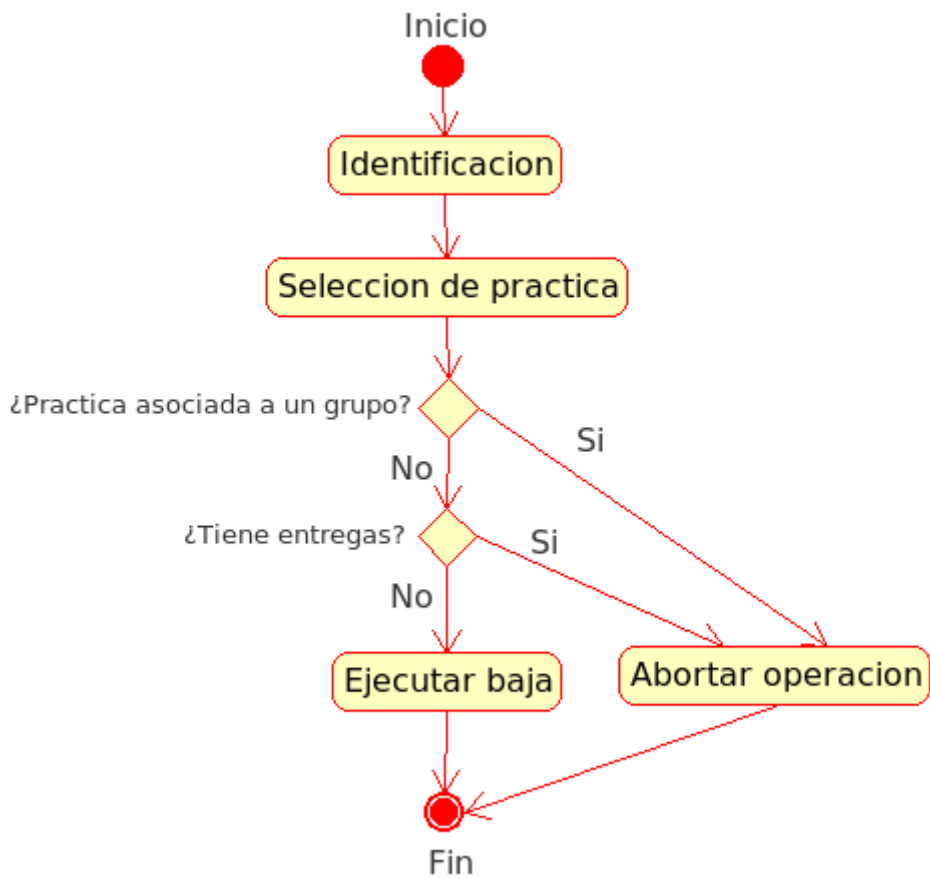 Inicio
Identificacion
Seleccion de practica
¿Practica asociada a un grupo?
Si
No
¿Tiene entregas?
Si
No
Ejecutar baja
Abortar operacion
Fin